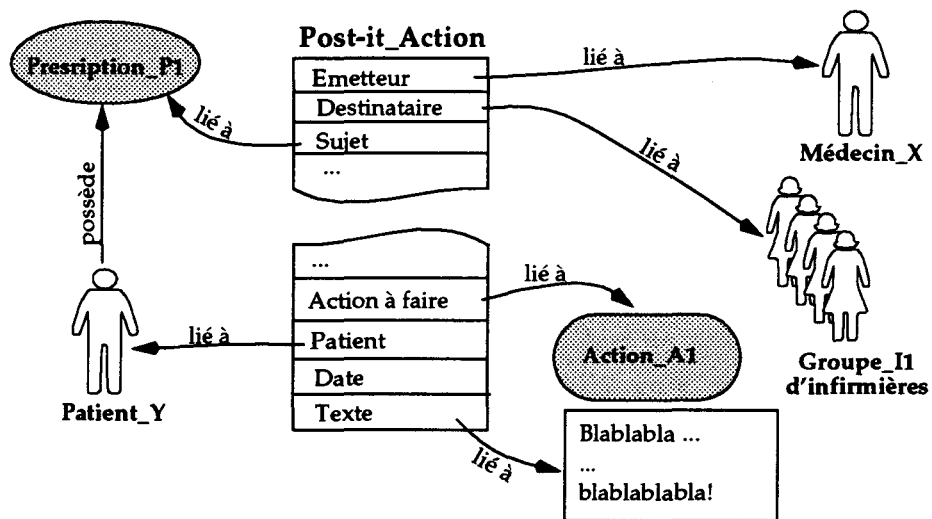 Post-it_Action
Presription_P1
Emetteur
Destinataire
Sujet
...
lié à
lié à
lié à
Médecin_X
possède
...
Action à faire
Patient
Date
Texte
lié à
lié à
lié à
Patient_Y
Action_A1
Groupe_I1
d'infirmières
Blablabla ...
...
blablablabla!